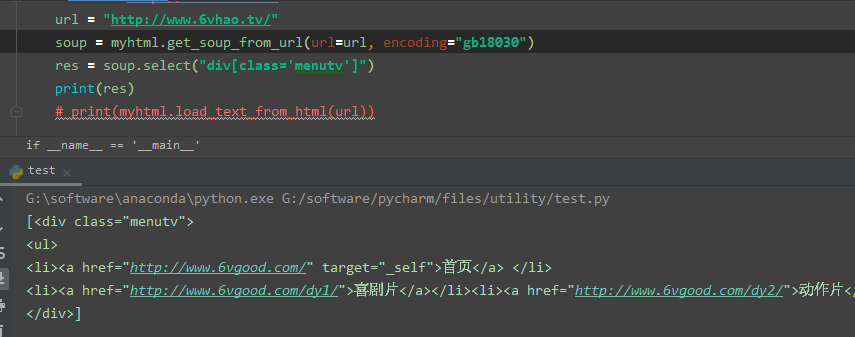 url = "http://www.6vhao.tv/"
soup = myhtml.get_soup_from_url(url=url, encoding="gb18030")
res = soup.select("div[class='menutv']")
print(res)
# print(myhtml.load_text_from_html(url))
if __name__ == '__main__'
test
G:\software\anaconda\python.exe G:/software/pycharm/files/utility/test.py
[<div class="menutv">
<ul>
<li><a href="http://www.6vgood.com/" target="_self">首页</a> </li>
<li><a href="http://www.6vgood.com/dy1/">喜剧片</a></li><li><a href="http://www.6vgood.com/dy2/">动作片</
</div>]